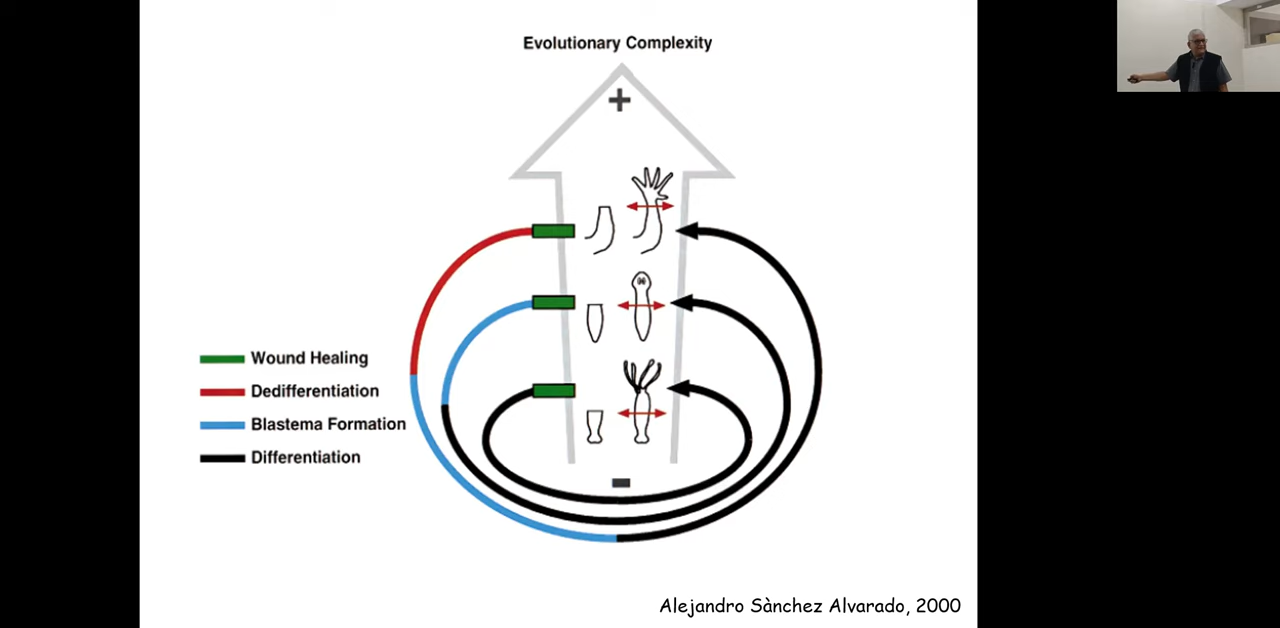 Evolutionary Complexity
+
-
Wound Healing
Dedifferentiation
Blastema Formation
Differentiation
Alejandro Sànchez Alvarado, 2000